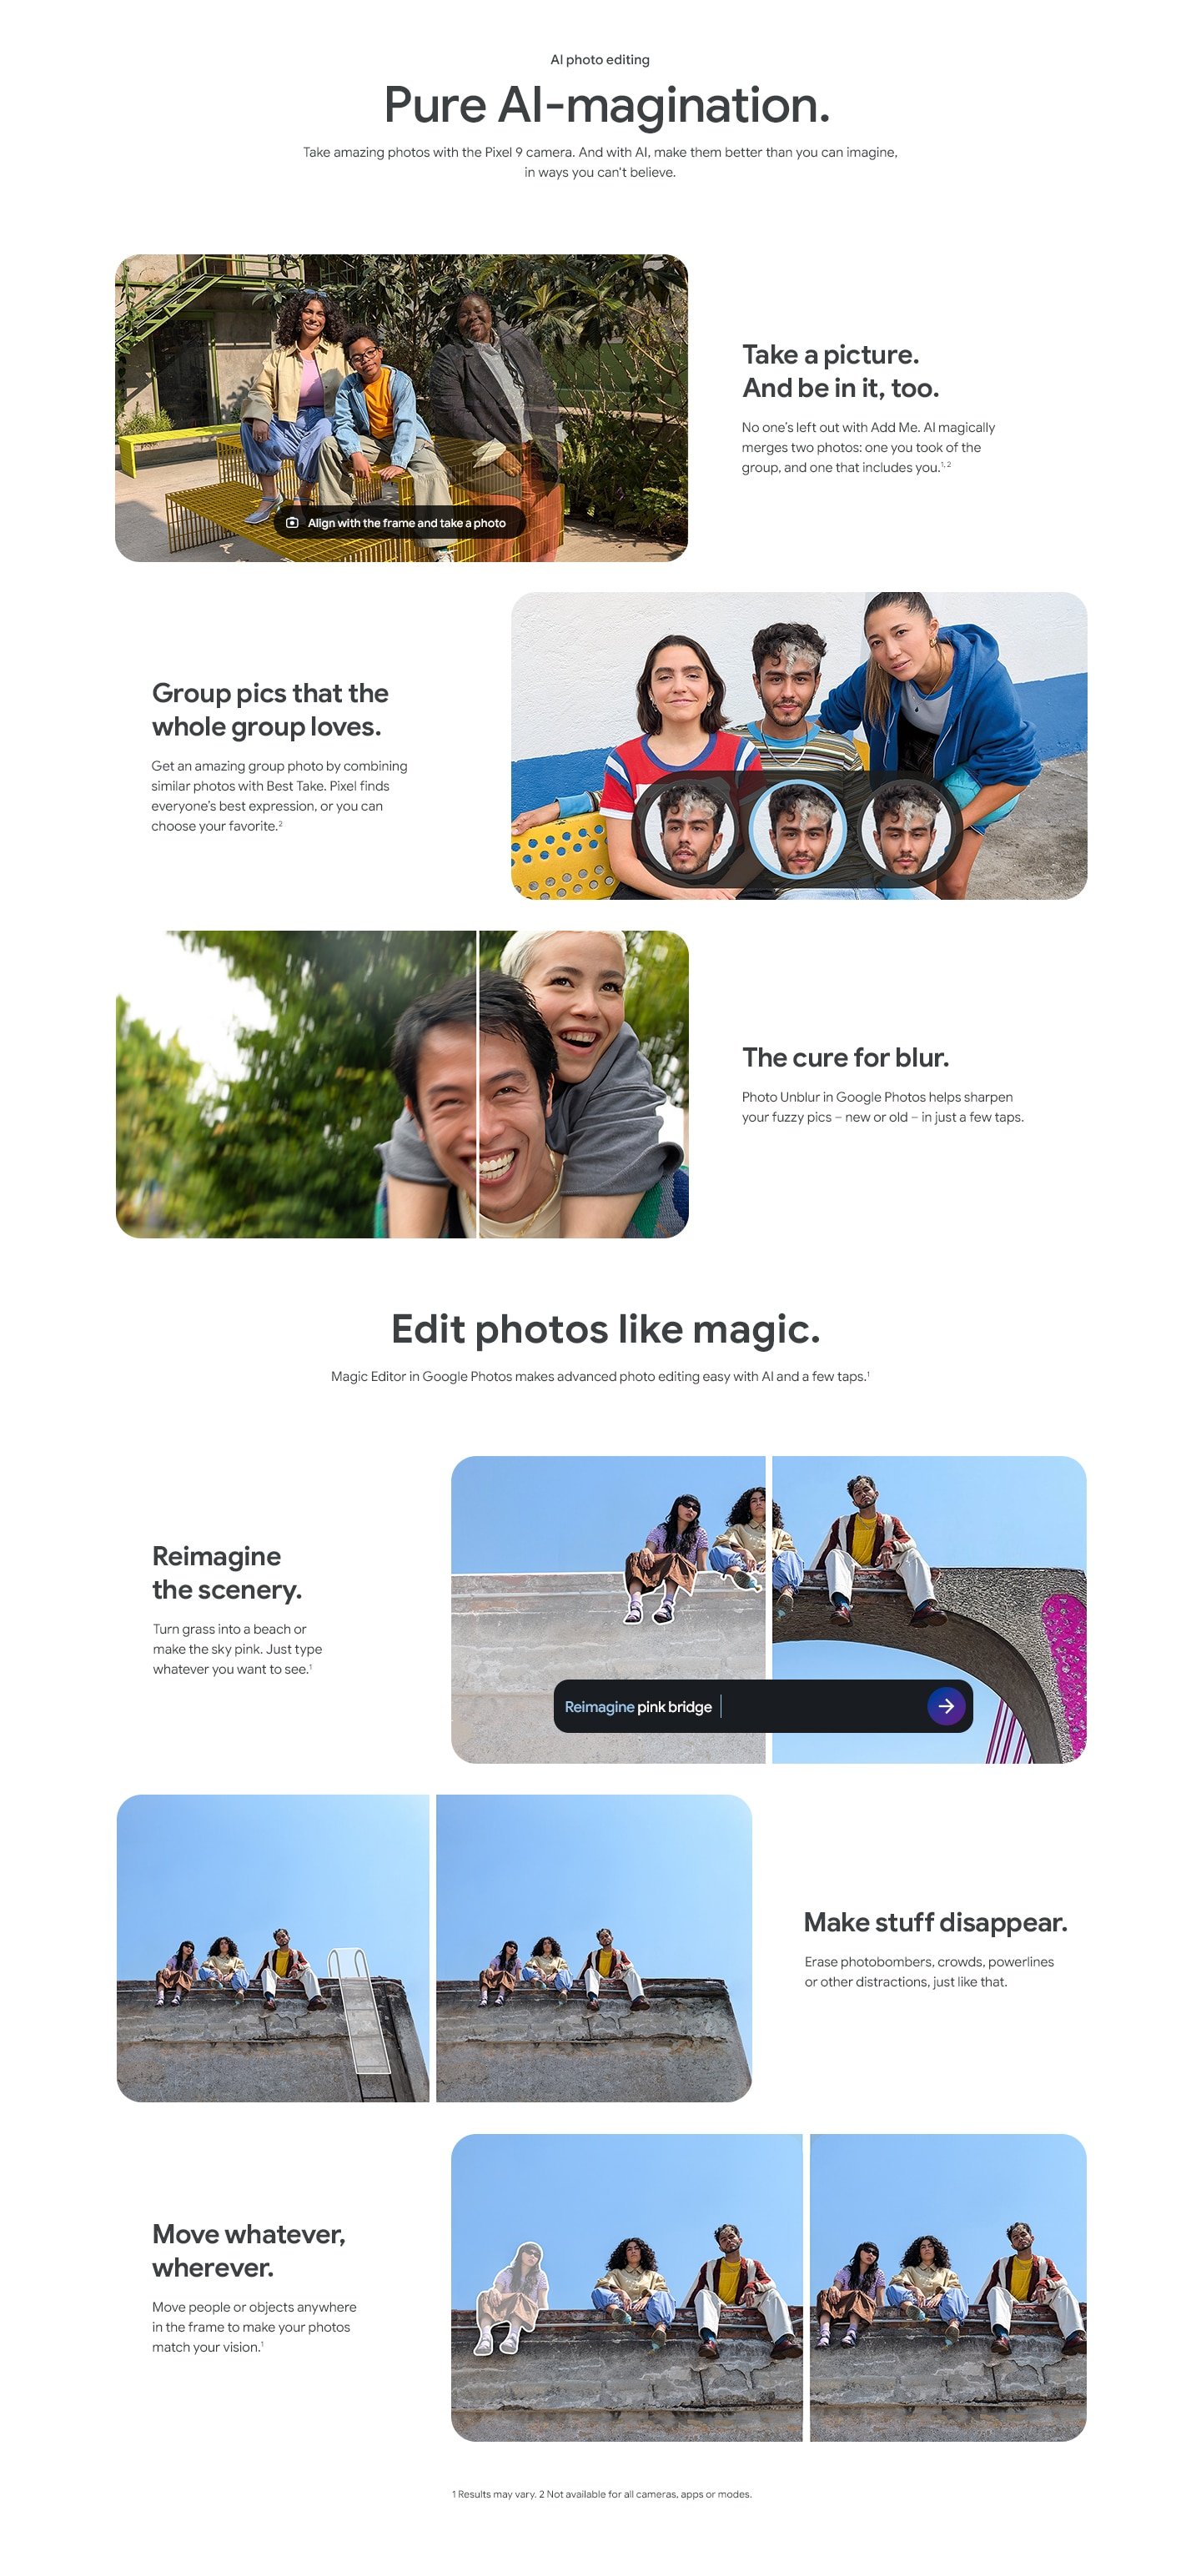 AI photo editing
Pure AI-magination.
Take amazing photos with the Pixel 9 camera. And with AI, make them better than you can imagine,
in ways you can't believe.
Align with the frame and take a photo
Take a picture.
And be in it, too.
No one's left out with Add Me. AI magically
merges two photos: one you took of the
group, and one that includes you.1, 2
Group pics that the
whole group loves.
Get an amazing group photo by combining
similar photos with Best Take. Pixel finds
everyone's best expression, or you can
choose your favorite.2
The cure for blur.
Photo Unblur in Google Photos helps sharpen
your fuzzy pics – new or old – in just a few taps.
Edit photos like magic.
Magic Editor in Google Photos makes advanced photo editing easy with AI and a few taps.1
Reimagine
the scenery.
Turn grass into a beach or
make the sky pink. Just type
whatever you want to see.1
Reimagine pink bridge
Make stuff disappear.
Erase photobombers, crowds, powerlines
or other distractions, just like that.
Move whatever,
wherever.
Move people or objects anywhere
in the frame to make your photos
match your vision.1
1 Results may vary. 2 Not available for all cameras, apps or modes.